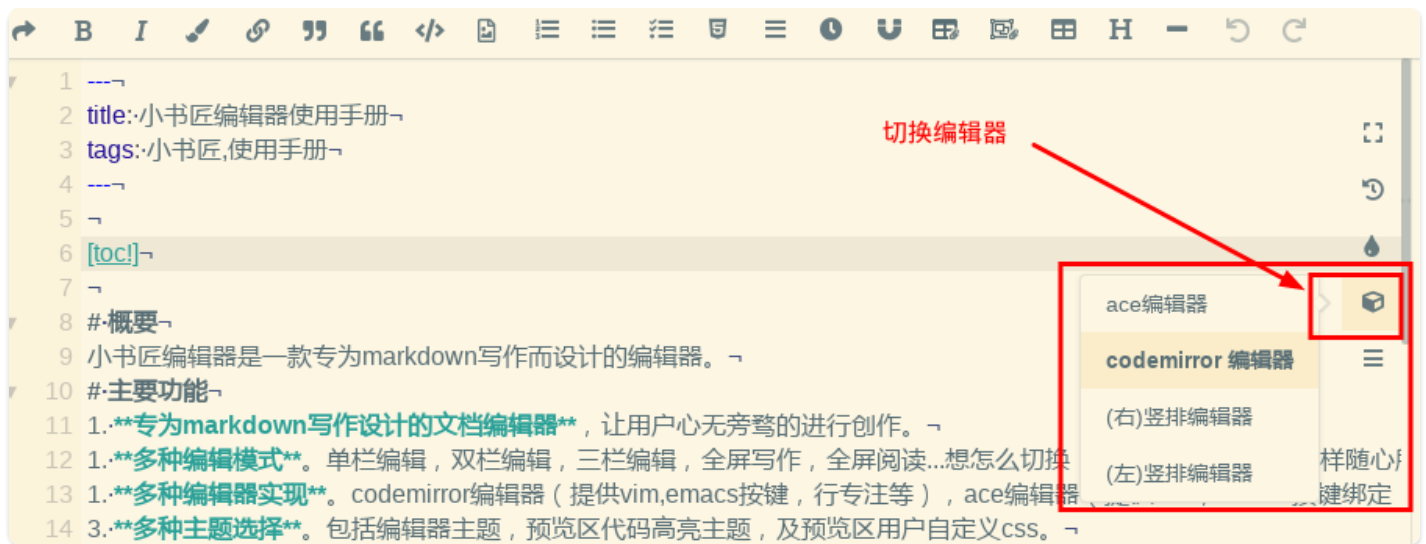 1 ---¬
2 title:·小书匠编辑器使用手册¬
3 tags:·小书匠,使用手册¬
切换编辑器
4 ---¬
5 ¬
6 [toc!]¬
7 ¬
ace编辑器
8 #·概要¬
9 小书匠编辑器是一款专为markdown写作而设计的编辑器。¬
codemirror 编辑器
10 #·主要功能¬
11 1.·**专为markdown写作设计的文档编辑器**，让用户心无旁骛的进行创作。¬
(右)竖排编辑器
12 1.·**多种编辑模式**。单栏编辑，双栏编辑，三栏编辑，全屏写作，全屏阅读...想怎么切换 样随心
(左)竖排编辑器
13 1.·**多种编辑器实现**。codemirror编辑器（提供vim,emacs按键，行专注等），ace编辑器 键绑定
14 3.·**多种主题选择**。包括编辑器主题，预览区代码高亮主题，及预览区用户自定义css。¬